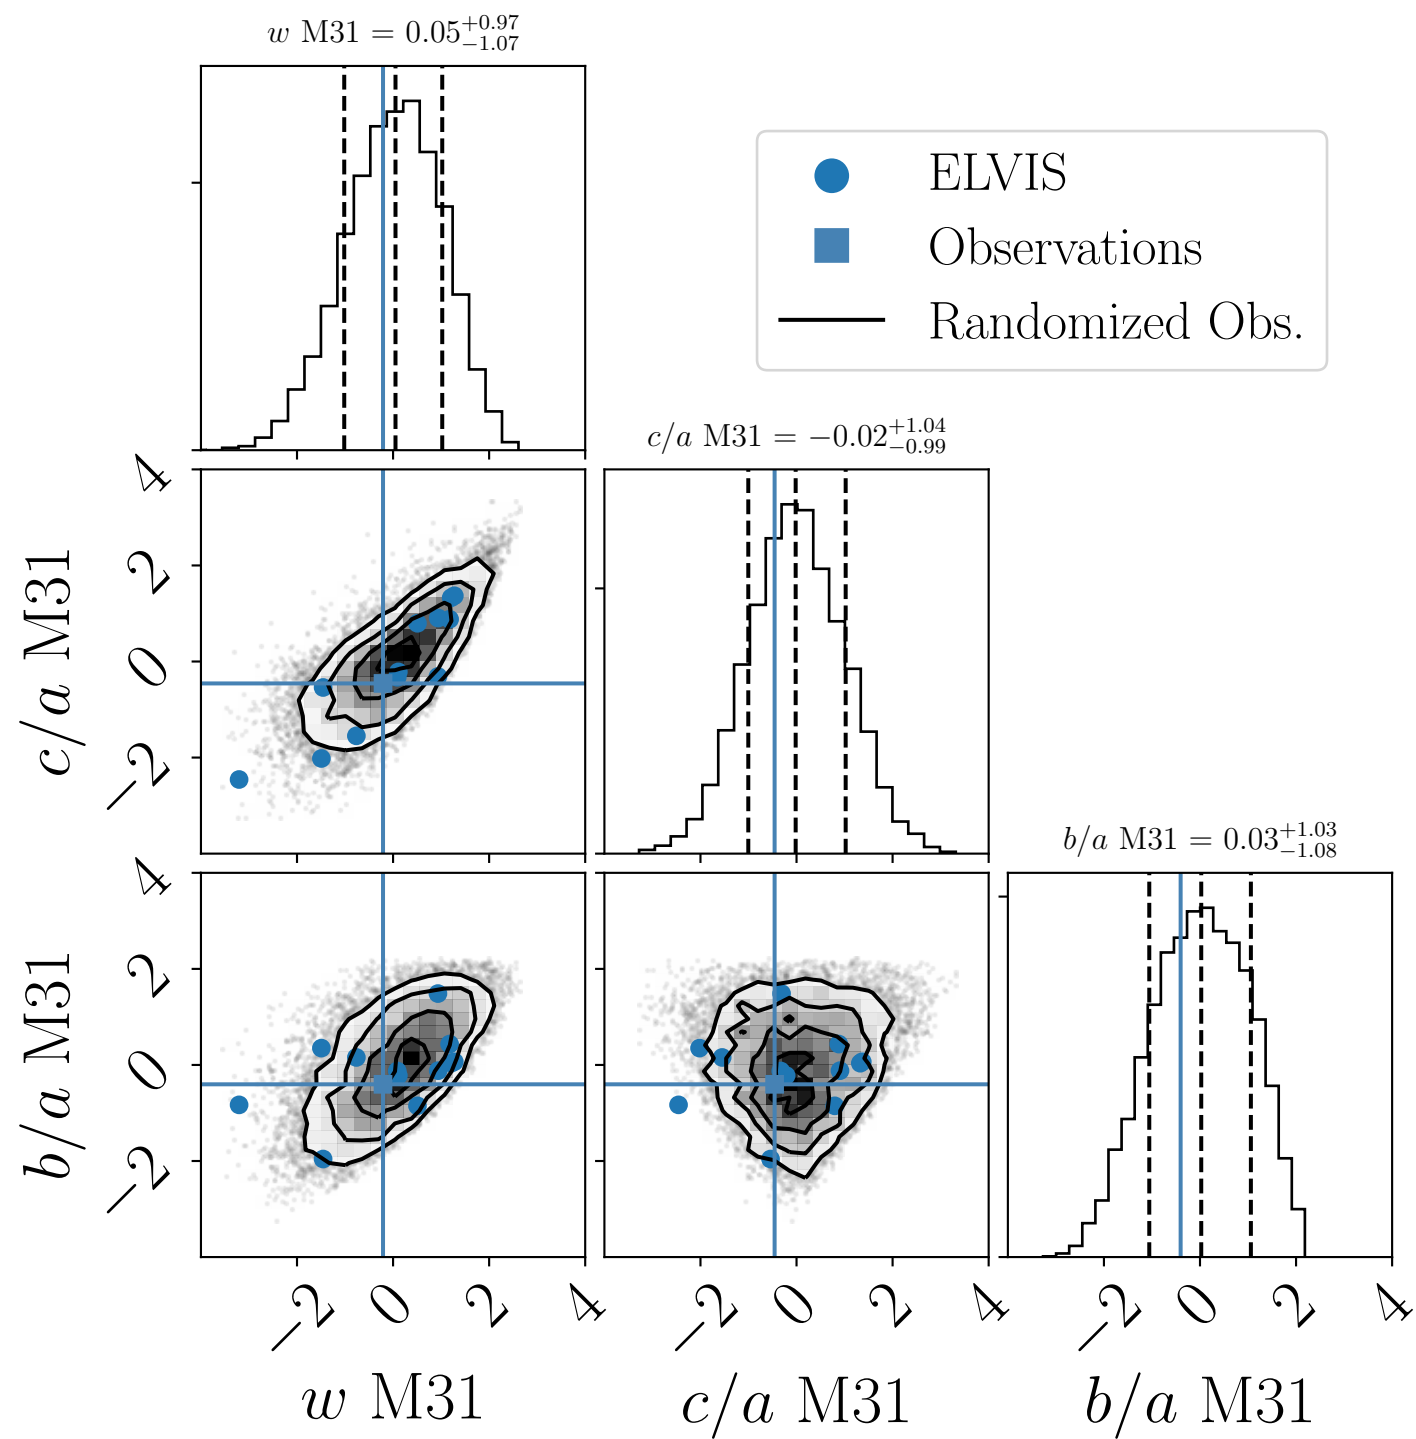 w M31 = 0.05+0.97−1.07
ELVIS
Observations
Randomized Obs.
c/a M31 = −0.02+1.04−0.99
4
2
0
−2
c/a M31
b/a M31 = 0.03+1.03−1.08
4
2
0
−2
b/a M31
−2 0 2 4
−2 0 2 4
−2 0 2 4
w M31
c/a M31
b/a M31